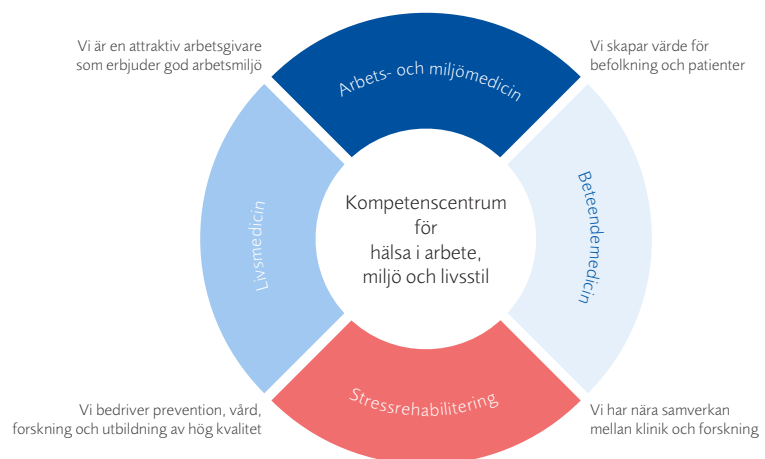 Vi är en attraktiv arbetsgivare
som erbjuder god arbetsmiljö
Vi skapar värde för
befolkning och patienter
Arbets- och miljömedicin
Livsmedicin
Kompetenscentrum
för
hälsa i arbete,
miljö och livsstil
Beteendemedicin
Stressrehabilitering
Vi bedriver prevention, vård,
forskning och utbildning av hög kvalitet
Vi har nära samverkan
mellan klinik och forskning